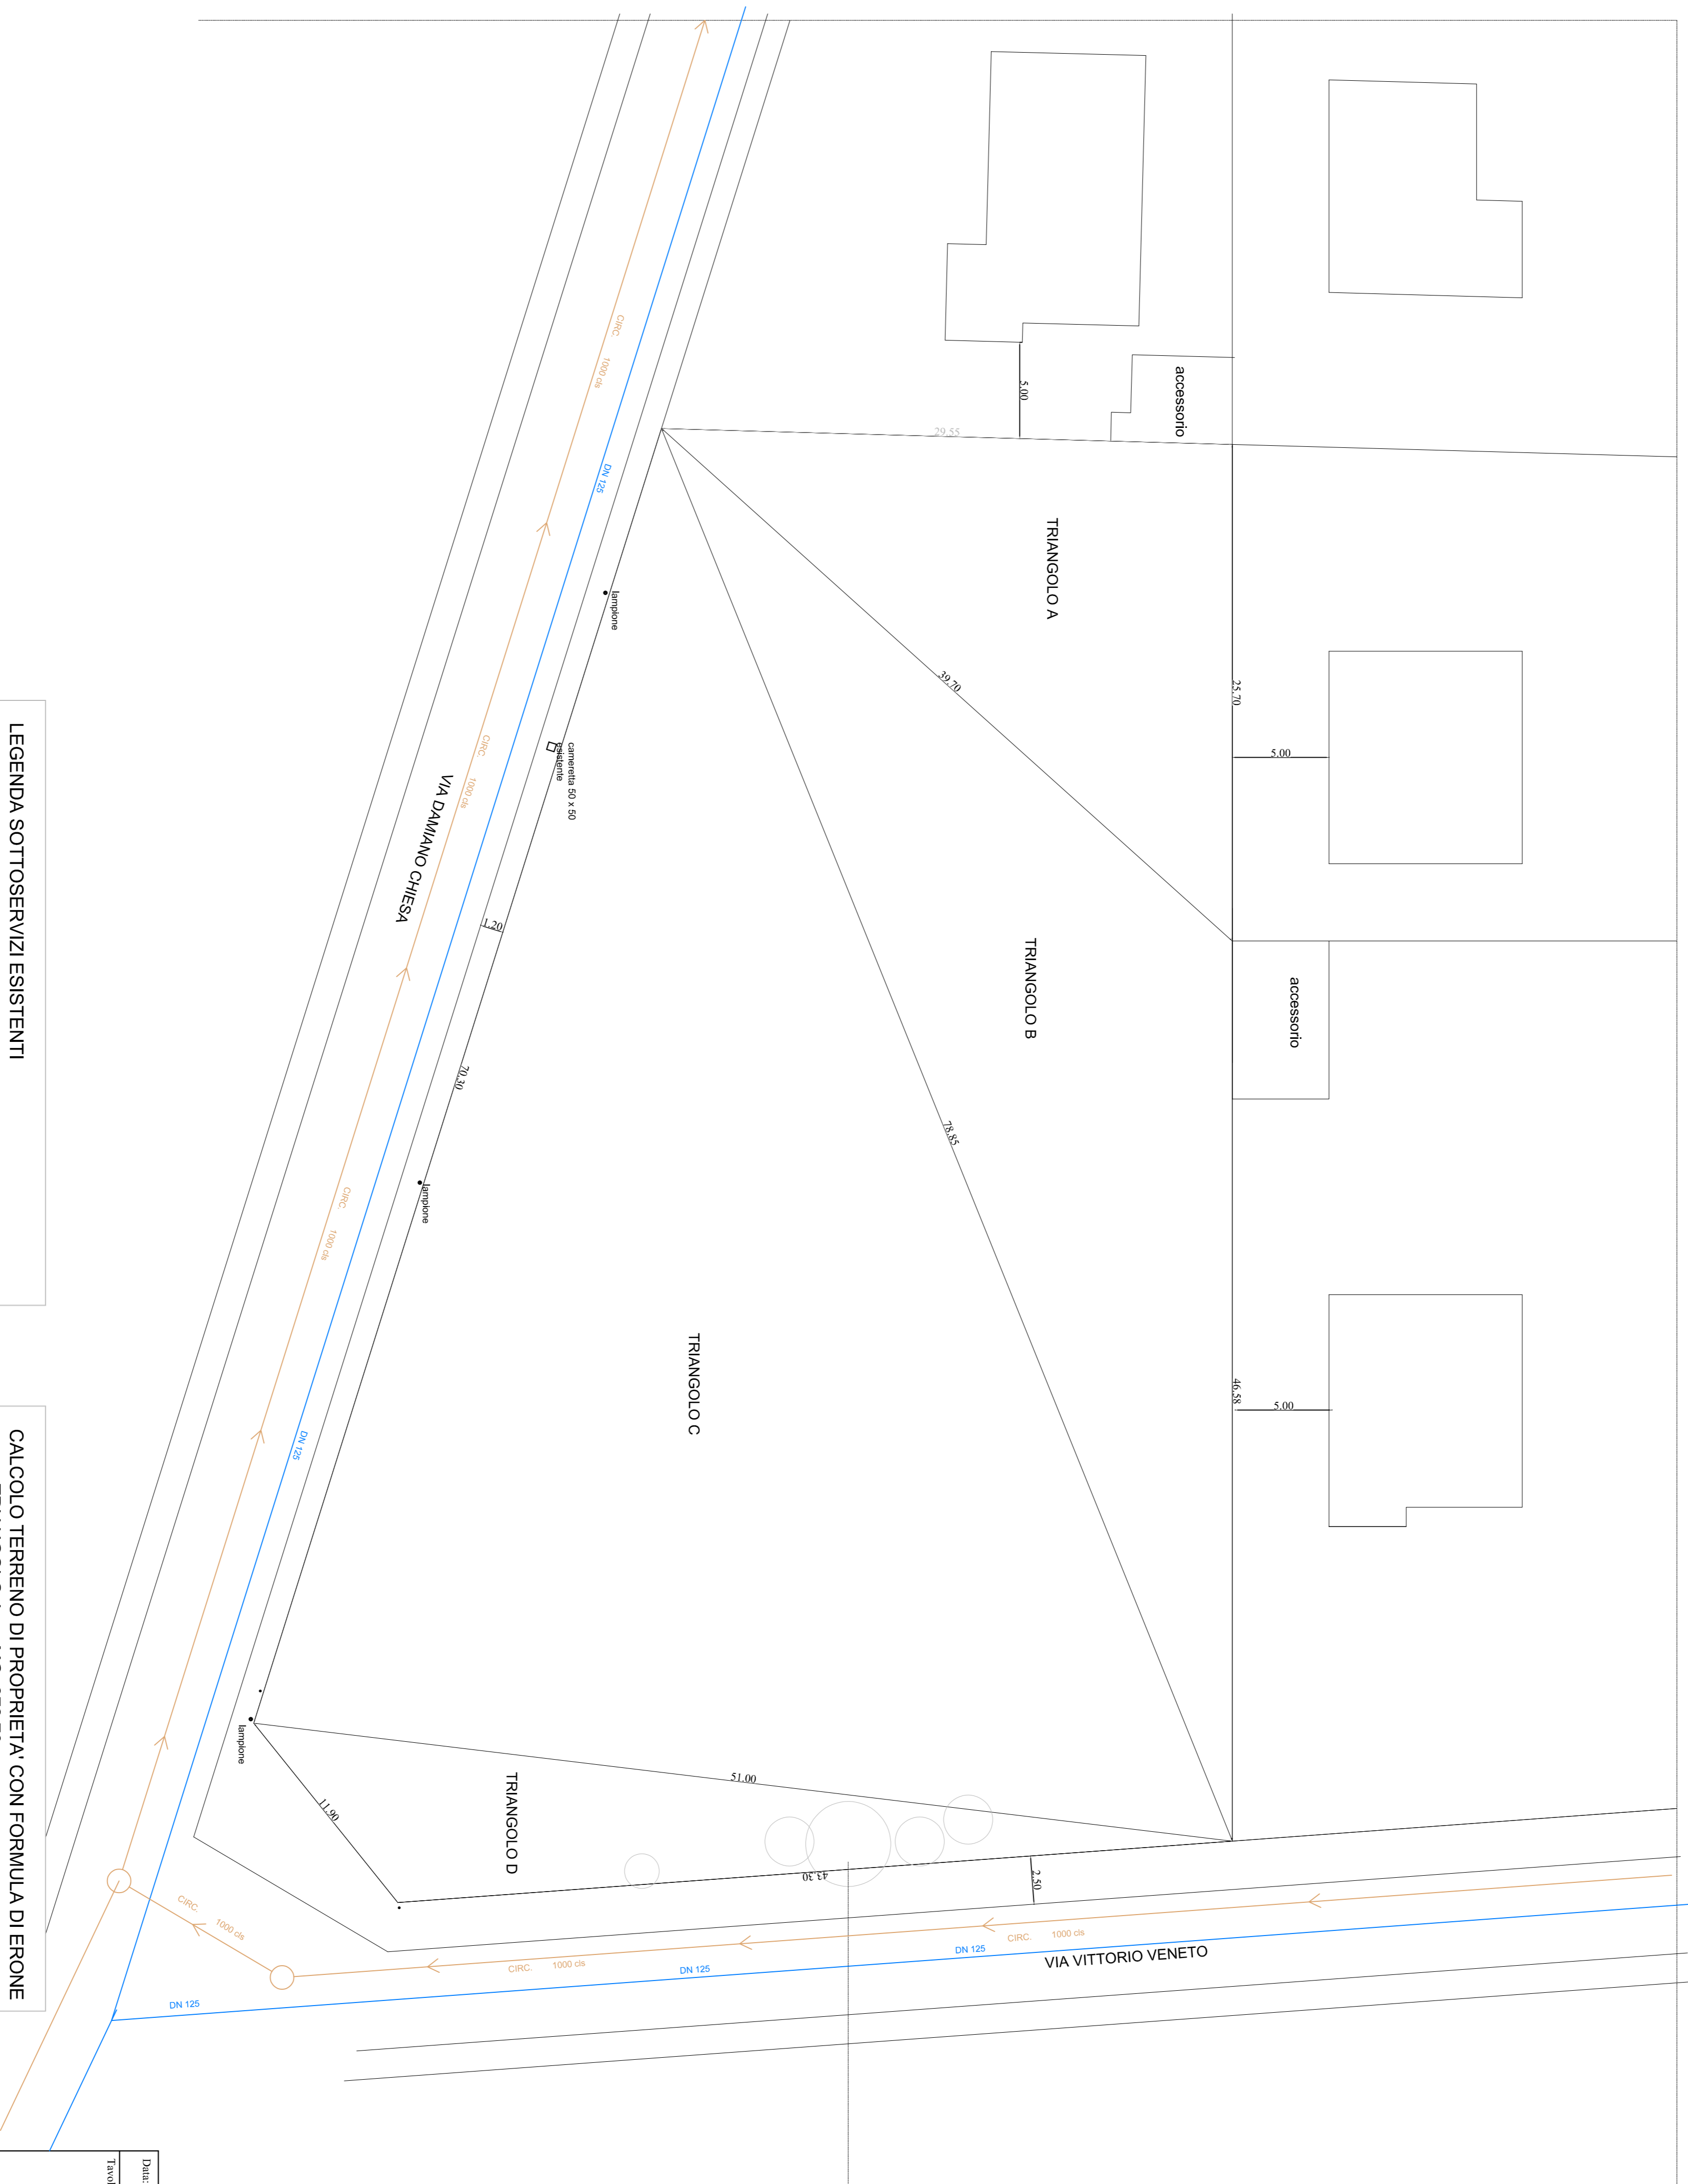 accessorio
5.00
29.55
TRIANGOLO A
25.70
5.00
39.70
TRIANGOLO B
accessorio
78.85
46.58
5.00
TRIANGOLO C
lampione
cameretta 50 x 50
esistente
1.20
70.30
lampione
lampione
51.00
TRIANGOLO D
11.90
43.30
2.50
VIA DAMIANO CHIESA
CIRC. 1000 cls
DN 125
CIRC. 1000 cls
CIRC. 1000 cls
DN 125
CIRC. 1000 cls
CIRC. 1000 cls
CIRC. 1000 cls
DN 125
DN 125
DN 125
VIA VITTORIO VENETO
LEGENDA SOTTOSERVIZI ESISTENTI
CALCOLO TERRENO DI PROPRIETA' CON FORMULA DI ERONE
Data:
Tavol